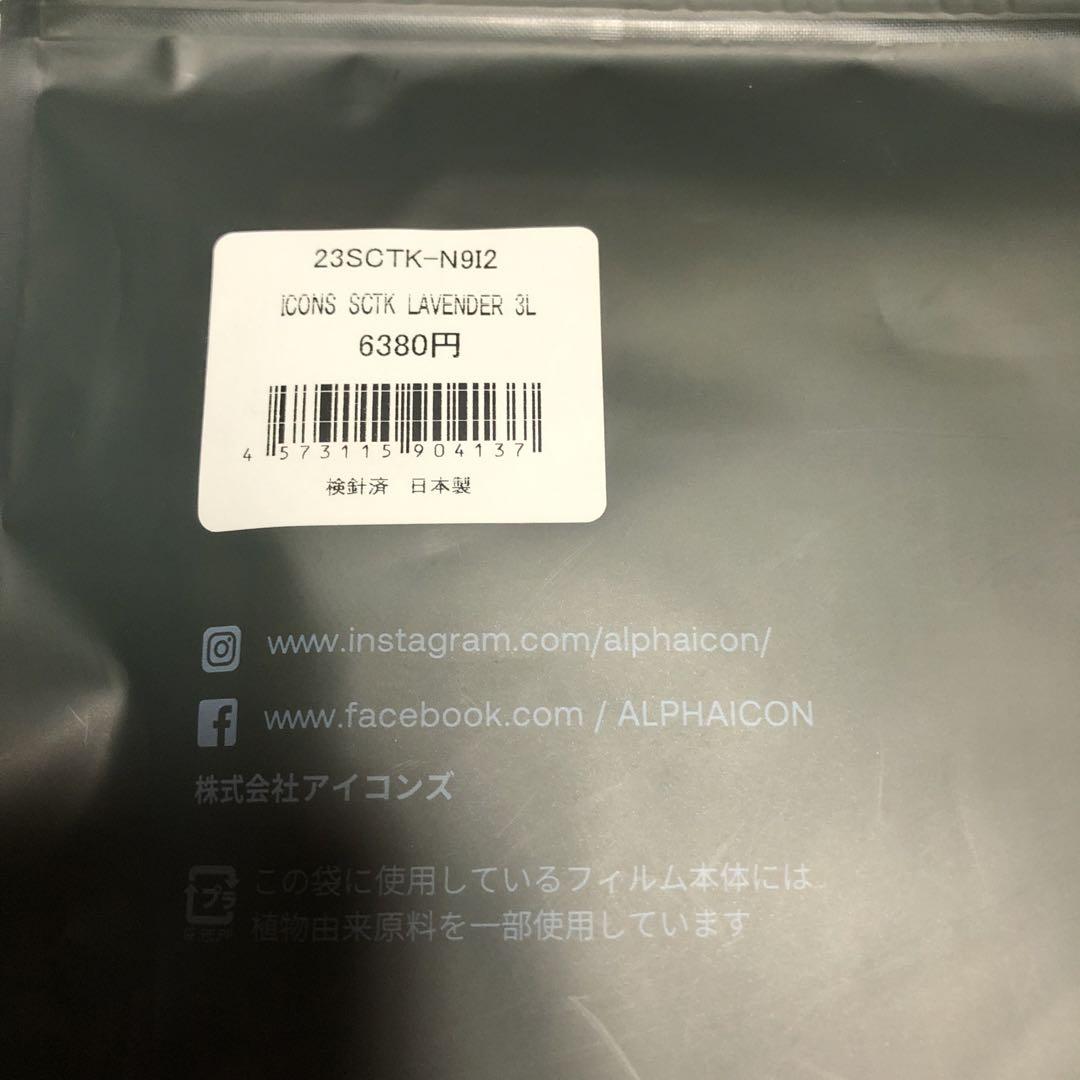 23SCTK-N9I2
ICONS SCTK LAVENDER 3L
6380円
4 573115 904137
検針済 日本製
www.instagram.com/alphaicon/
www.facebook.com / ALPHAICON
株式会社アイコンズ
プラ
この袋に使用しているフィルム本体には
植物由来原料を一部使用しています